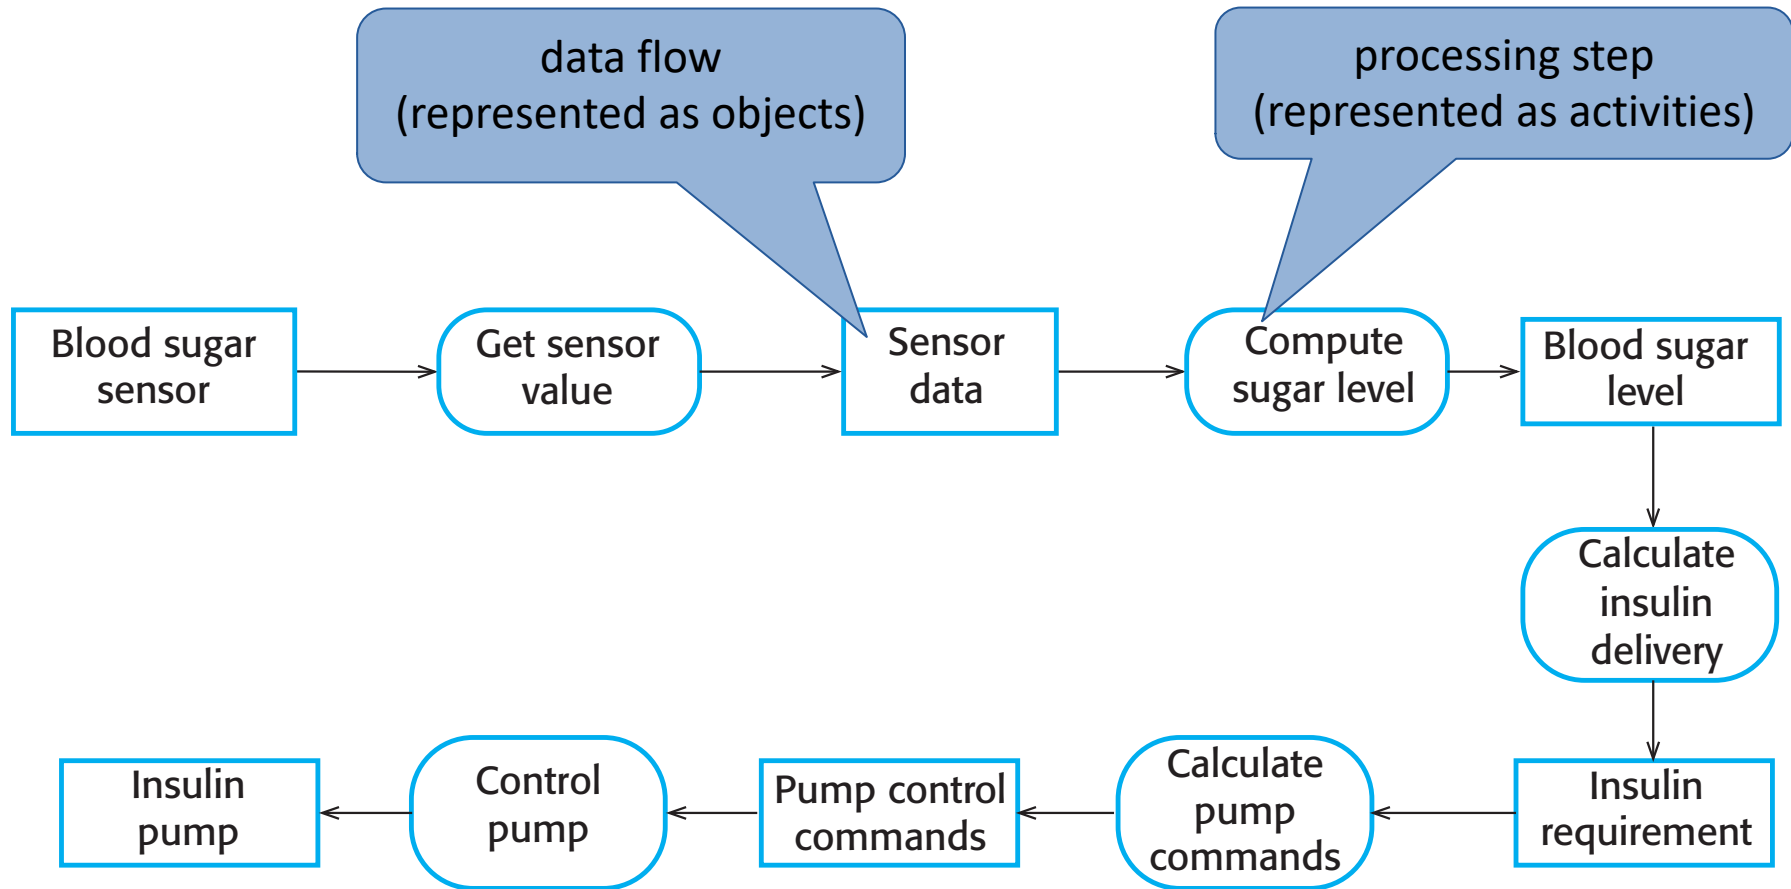 data flow
(represented as objects)
processing step
(represented as activities)
Blood sugar
sensor
Get sensor
value
Sensor
data
Compute
sugar level
Blood sugar
level
Calculate
insulin
delivery
Insulin
pump
Control
pump
Pump control
commands
Calculate
pump
commands
Insulin
requirement